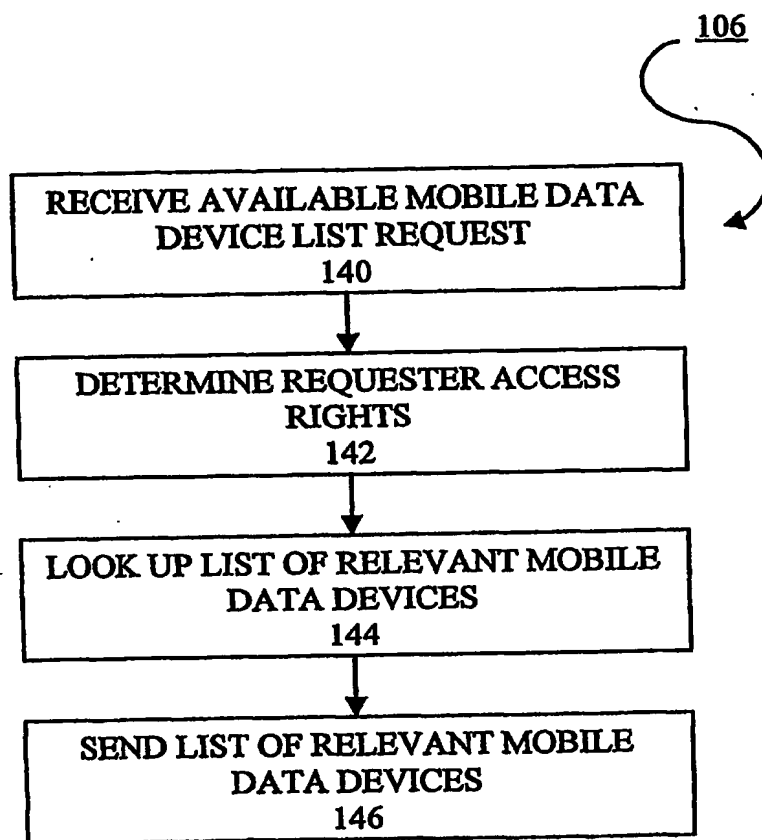 106
RECEIVE AVAILABLE MOBILE DATA
DEVICE LIST REQUEST
140
DETERMINE REQUESTER ACCESS
RIGHTS
142
LOOK UP LIST OF RELEVANT MOBILE
DATA DEVICES
144
SEND LIST OF RELEVANT MOBILE
DATA DEVICES
146